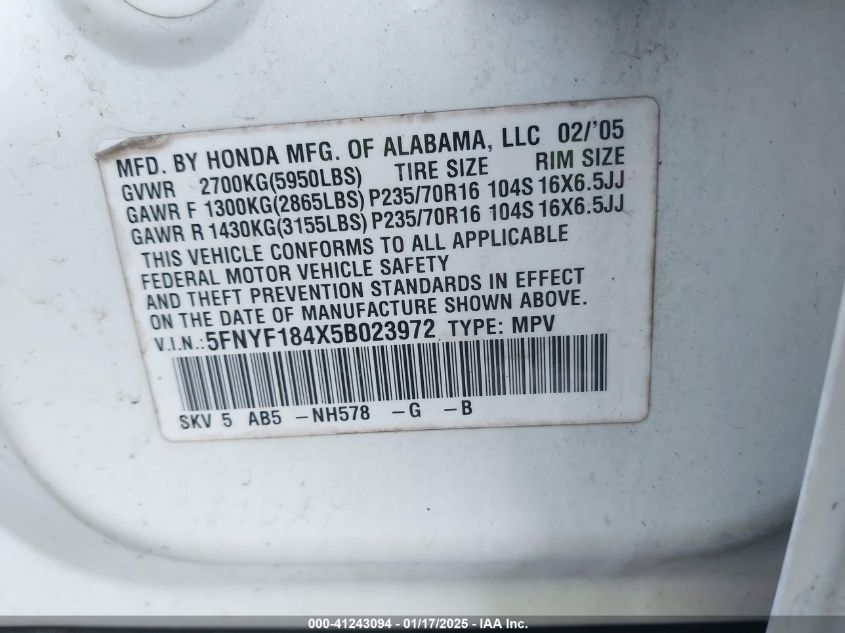 MFD. BY HONDA MFG. OF ALABAMA, LLC 02/'05
GVWR 2700KG(5950LBS) TIRE SIZE RIM SIZE
GAWR F 1300KG(2865LBS) P235/70R16 104S 16X6.5JJ
GAWR R 1430KG(3155LBS) P235/70R16 104S 16X6.5JJ
THIS VEHICLE CONFORMS TO ALL APPLICABLE
FEDERAL MOTOR VEHICLE SAFETY
AND THEFT PREVENTION STANDARDS IN EFFECT
ON THE DATE OF MANUFACTURE SHOWN ABOVE.
V.I.N.: 5FNYF184X5B023972 TYPE: MPV
SKV 5 AB5 -NH578 -G -B
000-41243094 — 01/17/2025 - IAA Inc.